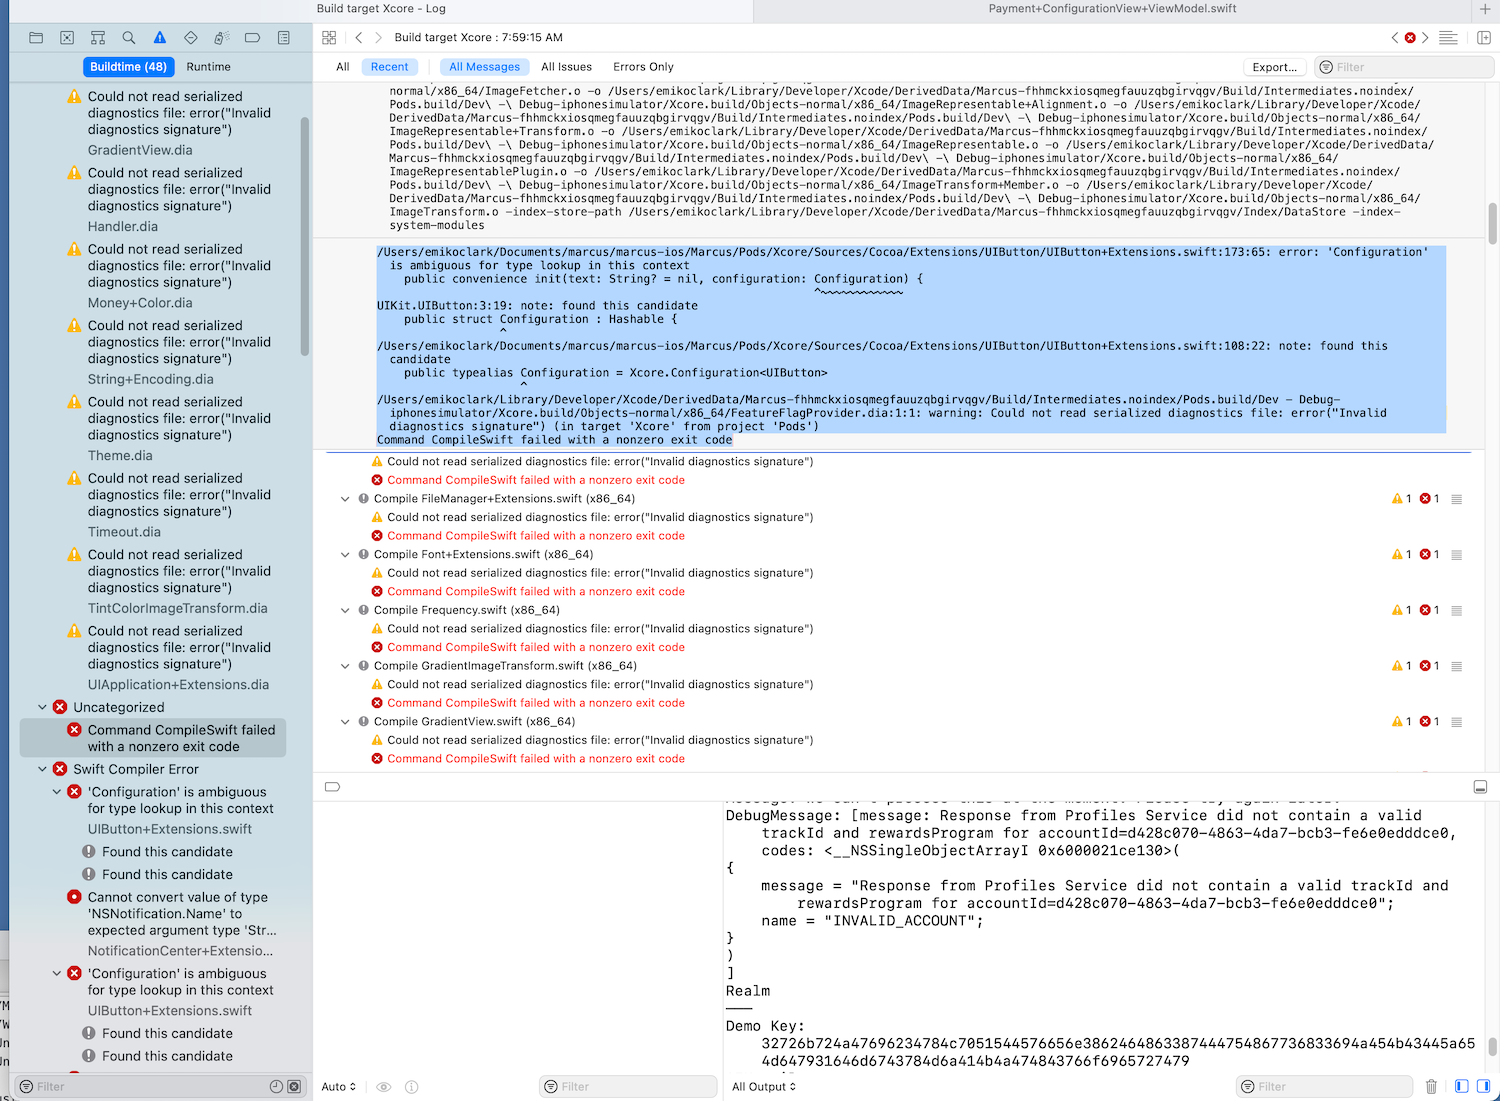 Build target Xcore - Log
Payment+ConfigurationView+ViewModel.swift
Build target Xcore : 7:59:15 AM
Buildtime (48)
Runtime
All
Recent
All Messages
All Issues
Errors Only
Export...
Filter
Could not read serialized
diagnostics file: error("Invalid
diagnostics signature")
GradientView.dia
Could not read serialized
diagnostics file: error("Invalid
diagnostics signature")
Handler.dia
Could not read serialized
diagnostics file: error("Invalid
diagnostics signature")
Money+Color.dia
Could not read serialized
diagnostics file: error("Invalid
diagnostics signature")
String+Encoding.dia
Could not read serialized
diagnostics file: error("Invalid
diagnostics signature")
Theme.dia
Could not read serialized
diagnostics file: error("Invalid
diagnostics signature")
Timeout.dia
Could not read serialized
diagnostics file: error("Invalid
diagnostics signature")
TintColorImageTransform.dia
Could not read serialized
diagnostics file: error("Invalid
diagnostics signature")
UIApplication+Extensions.dia
Uncategorized
Command CompileSwift failed
with a nonzero exit code
Swift Compiler Error
'Configuration' is ambiguous
for type lookup in this context
UIButton+Extensions.swift
Found this candidate
Found this candidate
Cannot convert value of type
'NSNotification.Name' to
expected argument type 'Str...
NotificationCenter+Extensio...
'Configuration' is ambiguous
for type lookup in this context
UIButton+Extensions.swift
Found this candidate
Found this candidate
Filter
normal/x86_64/ImageFetcher.o -o /Users/emikoclark/Library/Developer/Xcode/DerivedData/Marcus-fhhmckxiosqmegfauuzqbgirvqgv/Build/Intermediates.noindex/
Pods.build/Dev\ -\ Debug-iphonesimulator/Xcore.build/Objects-normal/x86_64/ImageRepresentable+Alignment.o -o /Users/emikoclark/Library/Developer/Xcode/
DerivedData/Marcus-fhhmckxiosqmegfauuzqbgirvqgv/Build/Intermediates.noindex/Pods.build/Dev\ -\ Debug-iphonesimulator/Xcore.build/Objects-normal/x86_64/
ImageRepresentable+Transform.o -o /Users/emikoclark/Library/Developer/Xcode/DerivedData/Marcus-fhhmckxiosqmegfauuzqbgirvqgv/Build/Intermediates.noindex/
Pods.build/Dev\ -\ Debug-iphonesimulator/Xcore.build/Objects-normal/x86_64/ImageRepresentable.o -o /Users/emikoclark/Library/Developer/Xcode/DerivedData/
Marcus-fhhmckxiosqmegfauuzqbgirvqgv/Build/Intermediates.noindex/Pods.build/Dev\ -\ Debug-iphonesimulator/Xcore.build/Objects-normal/x86_64/
ImageRepresentablePlugin.o -o /Users/emikoclark/Library/Developer/Xcode/DerivedData/Marcus-fhhmckxiosqmegfauuzqbgirvqgv/Build/Intermediates.noindex/
Pods.build/Dev\ -\ Debug-iphonesimulator/Xcore.build/Objects-normal/x86_64/ImageTransform+Member.o -o /Users/emikoclark/Library/Developer/Xcode/
DerivedData/Marcus-fhhmckxiosqmegfauuzqbgirvqgv/Build/Intermediates.noindex/Pods.build/Dev\ -\ Debug-iphonesimulator/Xcore.build/Objects-normal/x86_64/
ImageTransform.o -index-store-path /Users/emikoclark/Library/Developer/Xcode/DerivedData/Marcus-fhhmckxiosqmegfauuzqbgirvqgv/Index/DataStore -index-
system-modules
/Users/emikoclark/Documents/marcus/marcus-ios/Marcus/Pods/Xcore/Sources/Cocoa/Extensions/UIButton/UIButton+Extensions.swift:173:65: error: 'Configuration'
is ambiguous for type lookup in this context
public convenience init(text: String? = nil, configuration: Configuration) {
^~~~~~~~~~~~~
UIKit.UIButton:3:19: note: found this candidate
public struct Configuration : Hashable {
^
/Users/emikoclark/Documents/marcus/marcus-ios/Marcus/Pods/Xcore/Sources/Cocoa/Extensions/UIButton/UIButton+Extensions.swift:108:22: note: found this
candidate
public typealias Configuration = Xcore.Configuration<UIButton>
^
/Users/emikoclark/Library/Developer/Xcode/DerivedData/Marcus-fhhmckxiosqmegfauuzqbgirvqgv/Build/Intermediates.noindex/Pods.build/Dev - Debug-
iphonesimulator/Xcore.build/Objects-normal/x86_64/FeatureFlagProvider.dia:1:1: warning: Could not read serialized diagnostics file: error("Invalid
diagnostics signature") (in target 'Xcore' from project 'Pods')
Command CompileSwift failed with a nonzero exit code
Could not read serialized diagnostics file: error("Invalid diagnostics signature")
Command CompileSwift failed with a nonzero exit code
Compile FileManager+Extensions.swift (x86_64) 1 1
Could not read serialized diagnostics file: error("Invalid diagnostics signature")
Command CompileSwift failed with a nonzero exit code
Compile Font+Extensions.swift (x86_64) 1 1
Could not read serialized diagnostics file: error("Invalid diagnostics signature")
Command CompileSwift failed with a nonzero exit code
Compile Frequency.swift (x86_64) 1 1
Could not read serialized diagnostics file: error("Invalid diagnostics signature")
Command CompileSwift failed with a nonzero exit code
Compile GradientImageTransform.swift (x86_64) 1 1
Could not read serialized diagnostics file: error("Invalid diagnostics signature")
Command CompileSwift failed with a nonzero exit code
Compile GradientView.swift (x86_64) 1 1
Could not read serialized diagnostics file: error("Invalid diagnostics signature")
Command CompileSwift failed with a nonzero exit code
DebugMessage: [message: Response from Profiles Service did not contain a valid
trackId and rewardsProgram for accountId=d428c070-4863-4da7-bcb3-fe6e0edddce0,
codes: <__NSSingleObjectArrayI 0x6000021ce130>(
{
message = "Response from Profiles Service did not contain a valid trackId and
rewardsProgram for accountId=d428c070-4863-4da7-bcb3-fe6e0edddce0";
name = "INVALID_ACCOUNT";
}
)
]
Realm
———
Demo Key:
32726b724a47696234784c7051544576656e38624648633874447548677368336​94a454b43445a65
4d647931646d6743784d6a414b4a474843766f6965727479
Auto
Filter
All Output
Filter